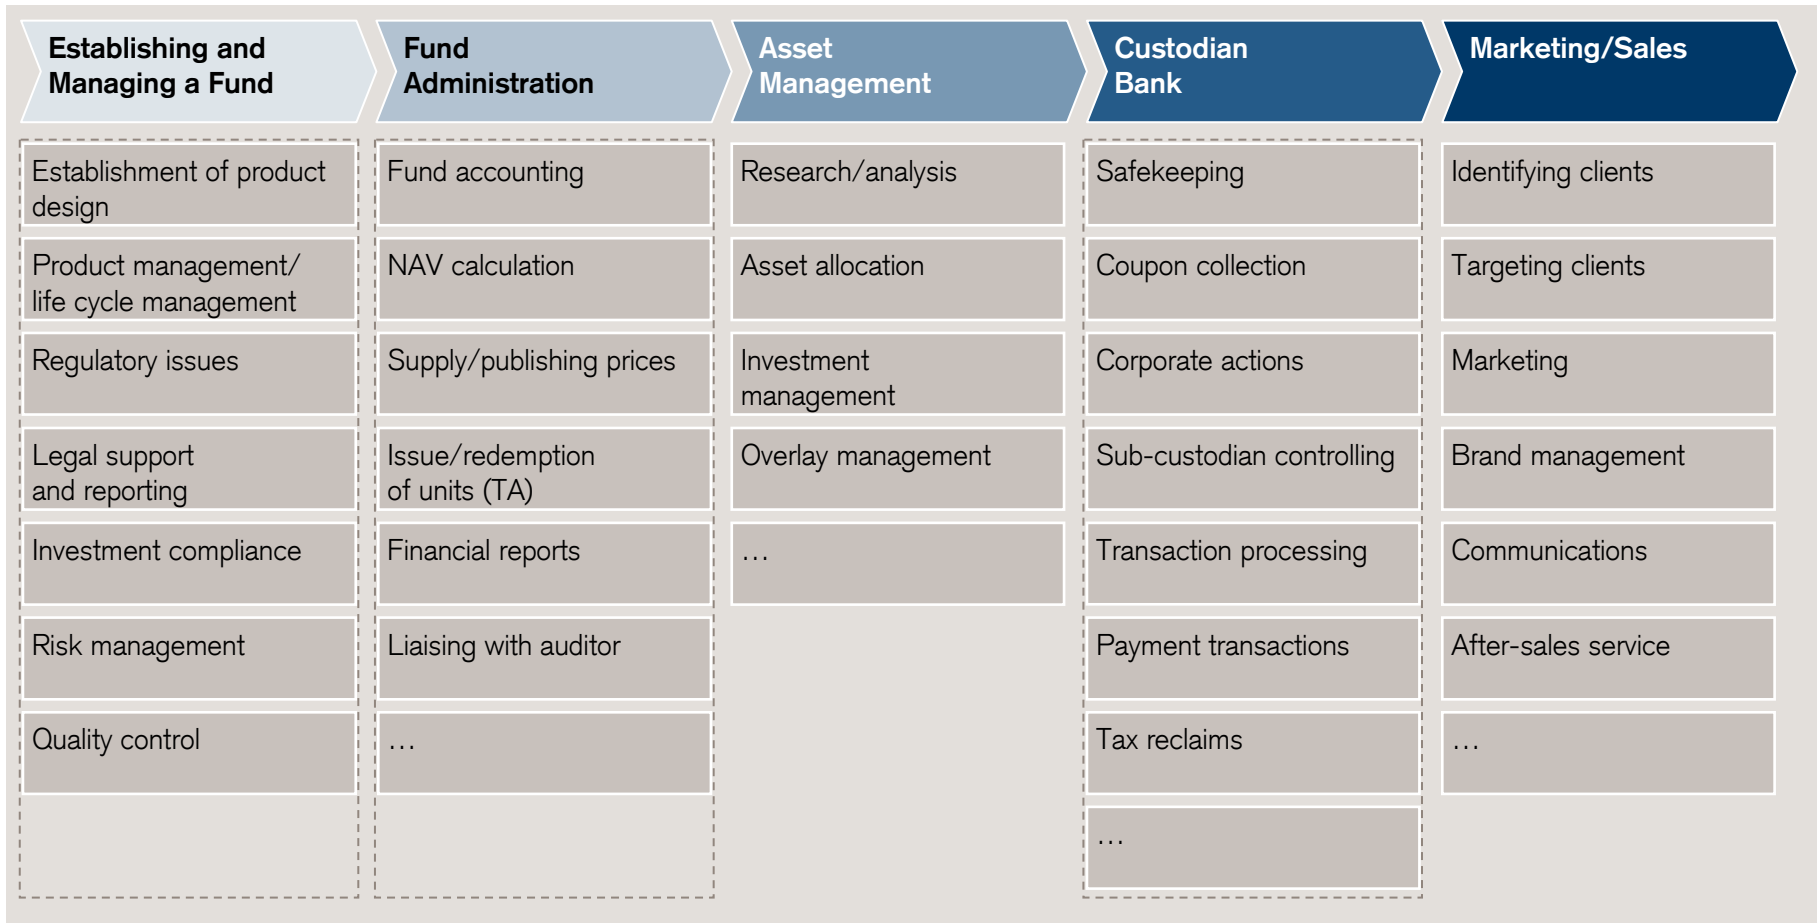 Establishing and
Managing a Fund
Fund
Administration
Asset
Management
Custodian
Bank
Marketing/Sales
Establishment of product
design
Product management/
life cycle management
Regulatory issues
Legal support
and reporting
Investment compliance
Risk management
Quality control
Fund accounting
NAV calculation
Supply/publishing prices
Issue/redemption
of units (TA)
Financial reports
Liaising with auditor
…
Research/analysis
Asset allocation
Investment
management
Overlay management
…
Safekeeping
Coupon collection
Corporate actions
Sub-custodian controlling
Transaction processing
Payment transactions
Tax reclaims
…
Identifying clients
Targeting clients
Marketing
Brand management
Communications
After-sales service
…